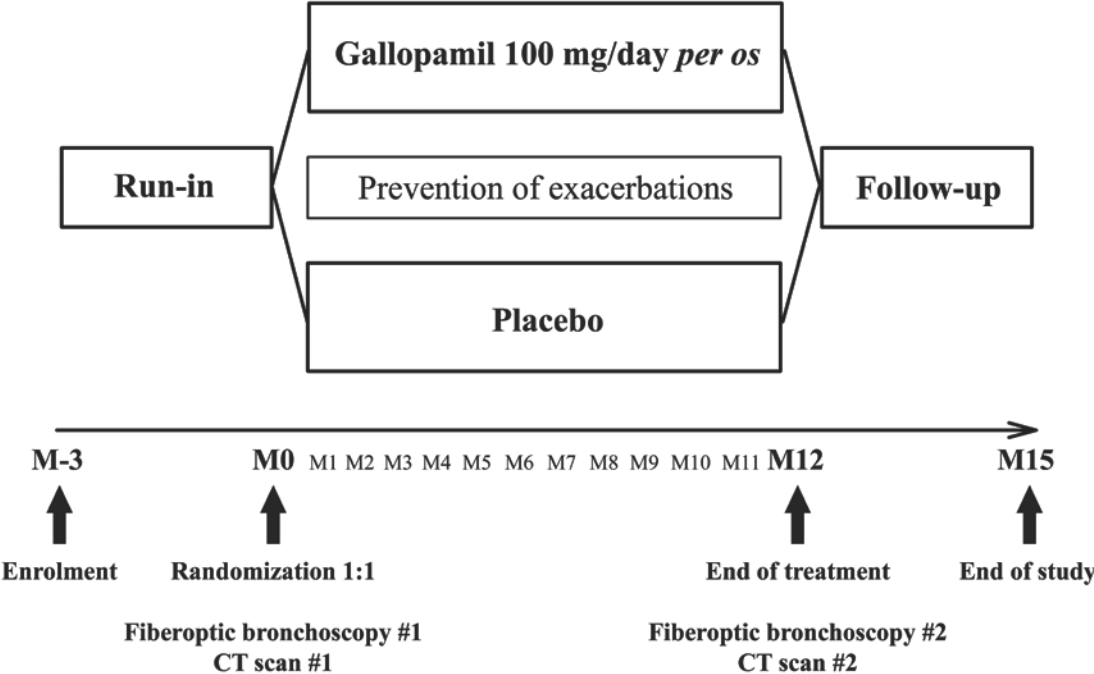 Gallopamil 100 mg/day per os
Run-in
Prevention of exacerbations
Follow-up
Placebo
M-3 M0 M1 M2 M3 M4 M5 M6 M7 M8 M9 M10 M11 M12 M15
Enrolment Randomization 1:1 End of treatment End of study
Fiberoptic bronchoscopy #1 Fiberoptic bronchoscopy #2
CT scan #1 CT scan #2